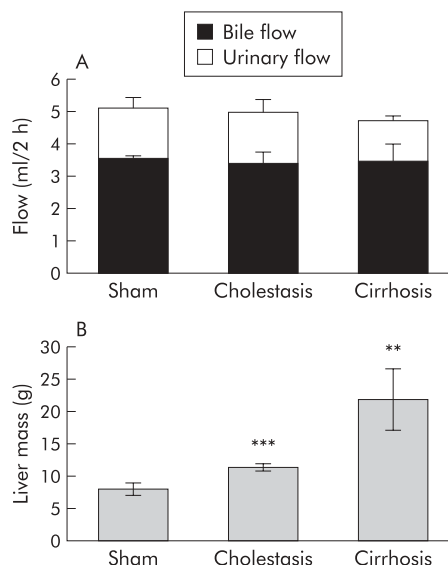 Bile flow
Urinary flow
A
6
5
4
3
2
1
0
Flow (ml/2 h)
Sham Cholestasis Cirrhosis
B
30
25
20
15
10
5
0
Liver mass (g)
***
**
Sham Cholestasis Cirrhosis